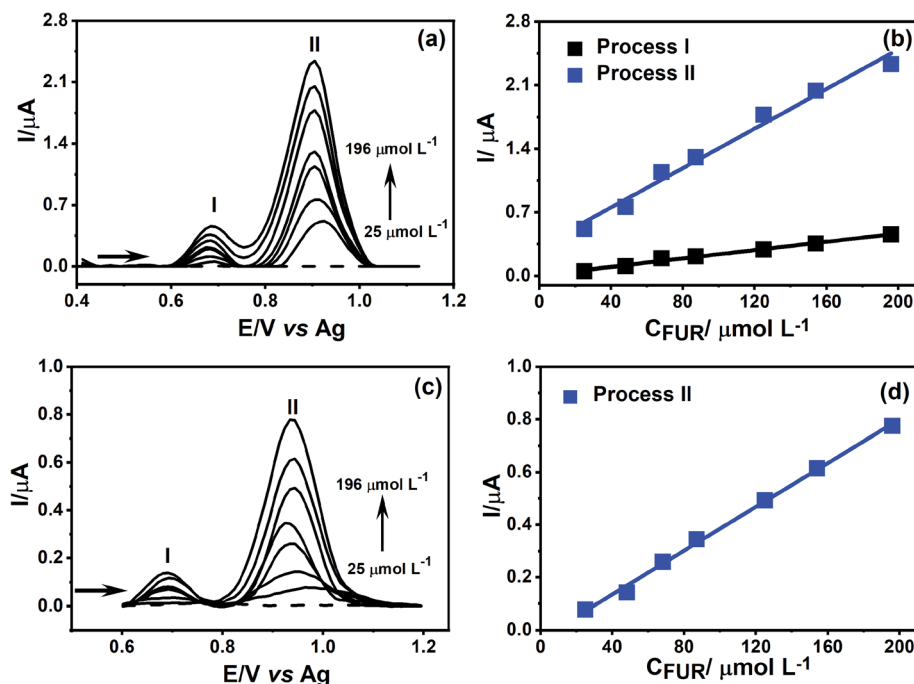 (a)
I
II
196 μmol L-1
25 μmol L-1
I/μA
2.8
2.1
1.4
0.7
0.0
0.4 0.6 0.8 1.0 1.2
E/V vs Ag
(b)
Process I
Process II
I/ μA
2.8
2.1
1.4
0.7
0.0
0 40 80 120 160 200
CFUR/ μmol L-1
(c)
I
II
196 μmol L-1
25 μmol L-1
I/μA
1.0
0.8
0.6
0.4
0.2
0.0
0.6 0.8 1.0 1.2
E/V vs Ag
(d)
Process II
I/μA
1.0
0.8
0.6
0.4
0.2
0.0
0 40 80 120 160 200
CFUR/ μmol L-1